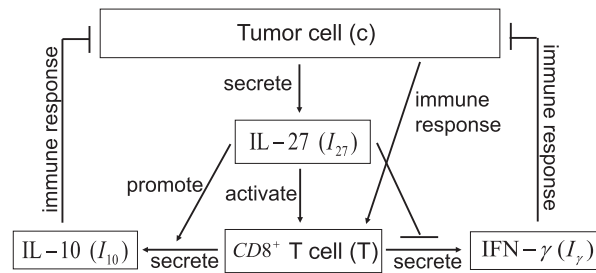 Tumor cell (c)
immune response
secrete
immune
response
immune response
IL−27 (I27)
promote
activate
IL−10 (I10)
secrete
CD8+ T cell (T)
secrete
IFN−γ (Iγ)